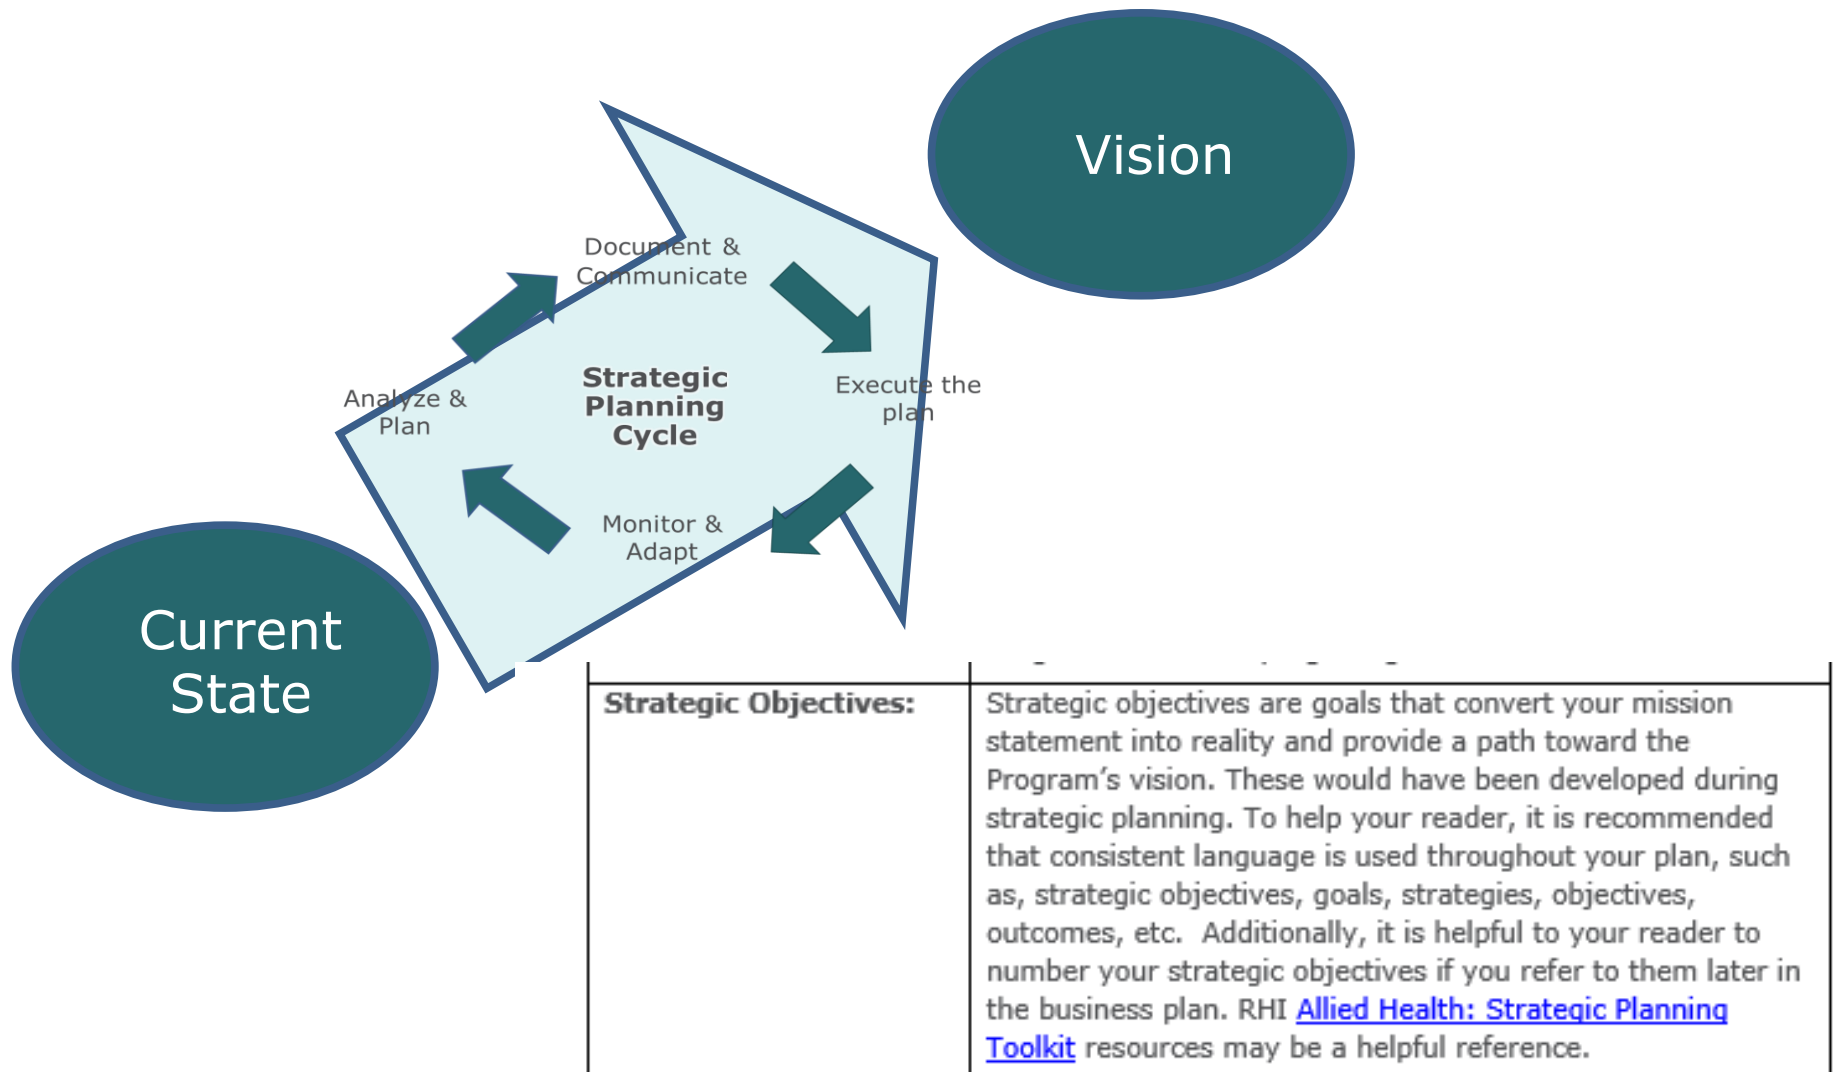 Vision
Document &
Communicate
Execute the
plan
Strategic
Planning
Cycle
Analyze &
Plan
Monitor &
Adapt
Current
State
Strategic Objectives:
Strategic objectives are goals that convert your mission
statement into reality and provide a path toward the
Program’s vision. These would have been developed during
strategic planning. To help your reader, it is recommended
that consistent language is used throughout your plan, such
as, strategic objectives, goals, strategies, objectives,
outcomes, etc.  Additionally, it is helpful to your reader to
number your strategic objectives if you refer to them later in
the business plan. RHI Allied Health: Strategic Planning
Toolkit resources may be a helpful reference.